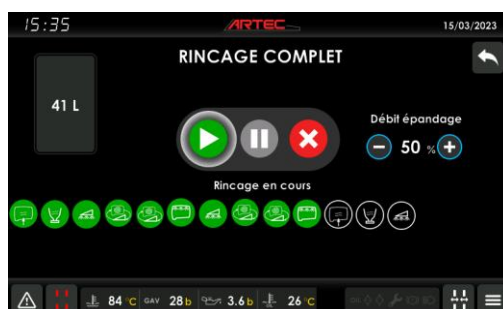 15:35
ARTEC
15/03/2023
RINCAGE COMPLET
41 L
Débit épandage
50 %
Rincage en cours
84 °C GAV 28 b 3.6 b 26 °C